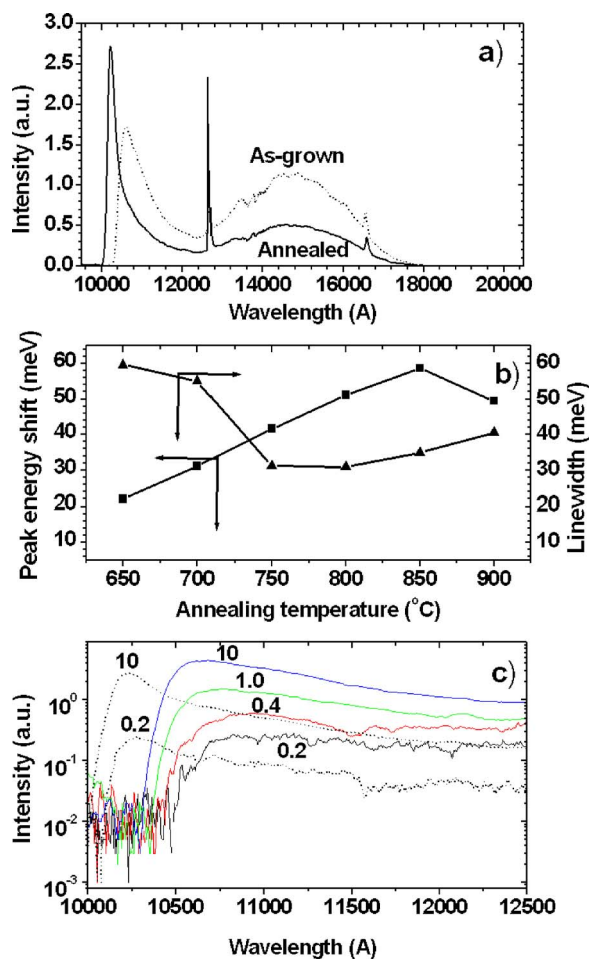 3.0
2.5
2.0
1.5
1.0
0.5
0.0
Intensity (a.u.)
a)
As-grown
Annealed
10000 12000 14000 16000 18000 20000
Wavelength (A)
60
50
40
30
20
10
Peak energy shift (meV)
b)
60
50
40
30
20
10
Linewidth (meV)
650 700 750 800 850 900
Annealing temperature (°C)
c)
10
10
1.0
0.4
0.2
0.2
10⁰
10⁻¹
10⁻²
10⁻³
Intensity (a.u.)
10000 10500 11000 11500 12000 12500
Wavelength (A)